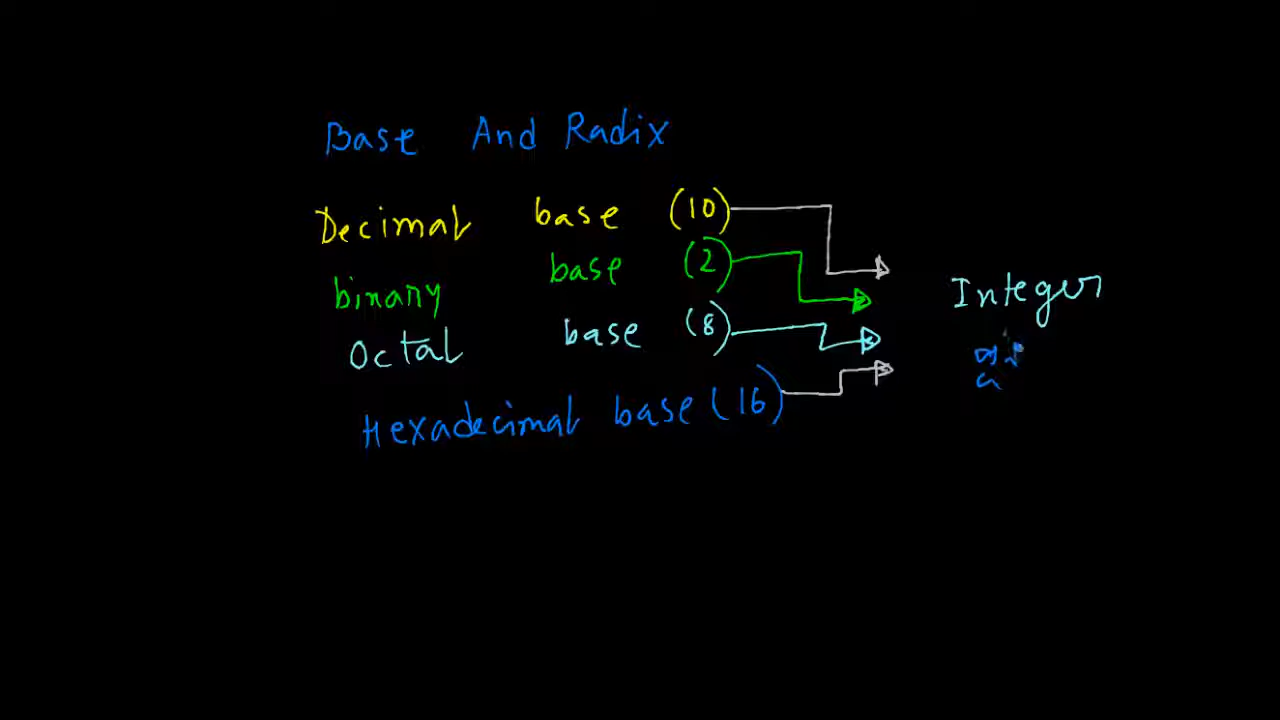 Base And Radix
Decimal base (10)
binary base (2)
Octal base (8)
Hexadecimal base (16)
Integer